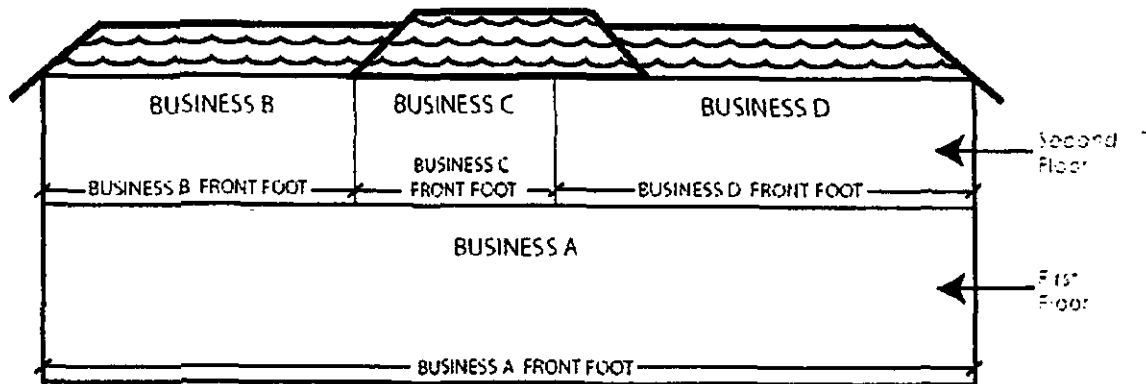 BUSINESS B
BUSINESS C
BUSINESS D
Second
Floor
BUSINESS B FRONT FOOT
BUSINESS C
FRONT FOOT
BUSINESS D FRONT FOOT
BUSINESS A
First
Floor
BUSINESS A FRONT FOOT